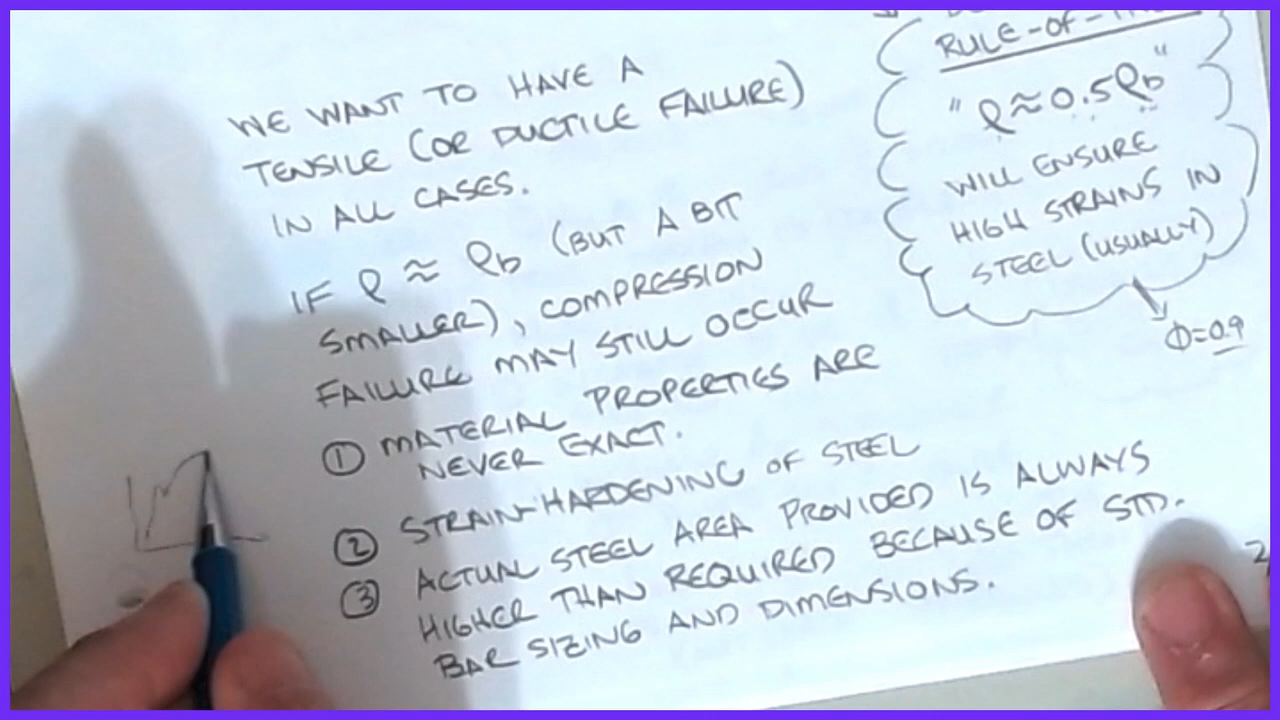 WE WANT TO HAVE A
TENSILE (OR DUCTILE FAILURE)
IN ALL CASES.
IF ρ ≈ ρb (BUT A BIT
SMALLER), COMPRESSION
FAILURE MAY STILL OCCUR
① MATERIAL PROPERTIES ARE
NEVER EXACT.
② STRAIN-HARDENING OF STEEL
③ ACTUAL STEEL AREA PROVIDED IS ALWAYS
HIGHER THAN REQUIRED BECAUSE OF STD.
BAR SIZING AND DIMENSIONS.
RULE-OF-
"ρ≈0.5ρb"
WILL ENSURE
HIGH STRAINS IN
STEEL (USUALLY)
Φ=0.9